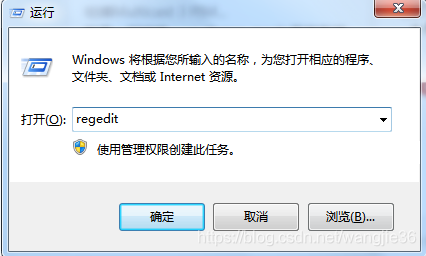 运行
Windows 将根据您所输入的名称，为您打开相应的程序、
文件夹、文档或 Internet 资源。
打开(O): regedit
使用管理权限创建此任务。
确定 取消 浏览(B)...
https://blog.csdn.net/wangjie36